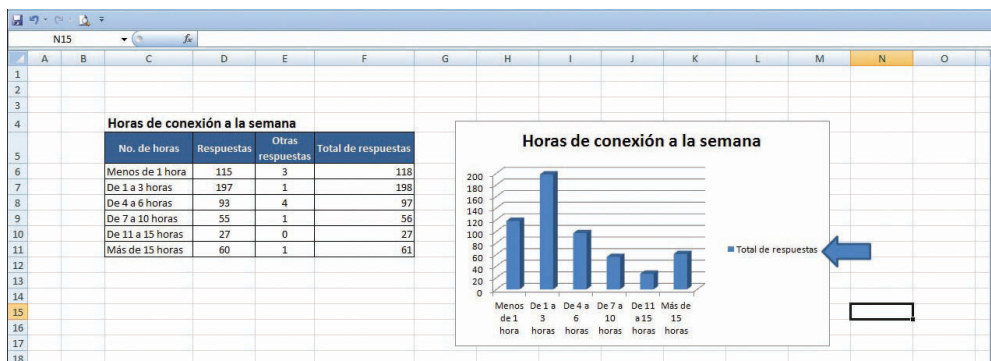 N15 fx
A B C D E F G H I J K L M N O
1
2
3
4 Horas de conexión a la semana
5 No. de horas Respuestas Otras respuestas Total de respuestas
6 Menos de 1 hora 115 3 118
7 De 1 a 3 horas 197 1 198
8 De 4 a 6 horas 93 4 97
9 De 7 a 10 horas 55 1 56
10 De 11 a 15 horas 27 0 27
11 Más de 15 horas 60 1 61
12
13
14
15
16
17
18
Horas de conexión a la semana
200
180
160
140
120
100
80
60
40
20
0
Menos de 1 hora
De 1 a 3 horas
De 4 a 6 horas
De 7 a 10 horas
De 11 a 15 horas
Más de 15 horas
Total de respuestas